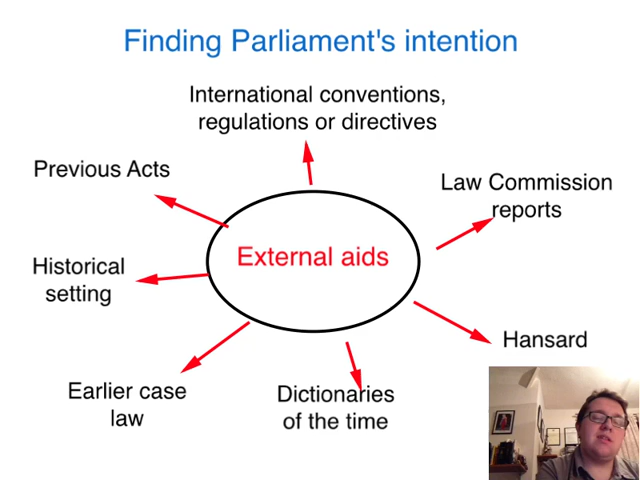 Finding Parliament's intention
International conventions,
regulations or directives
Previous Acts
Law Commission
reports
External aids
Historical
setting
Hansard
Earlier case
law
Dictionaries
of the time